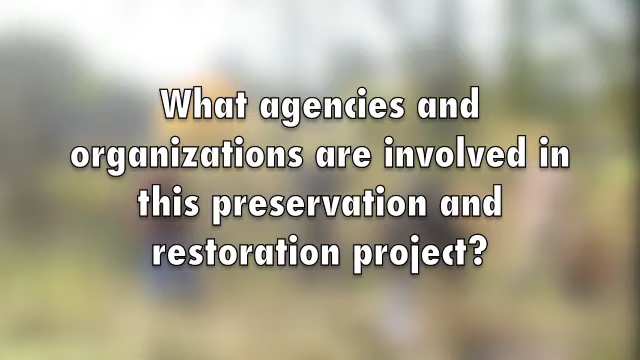 What agencies and
organizations are involved in
this preservation and
restoration project?